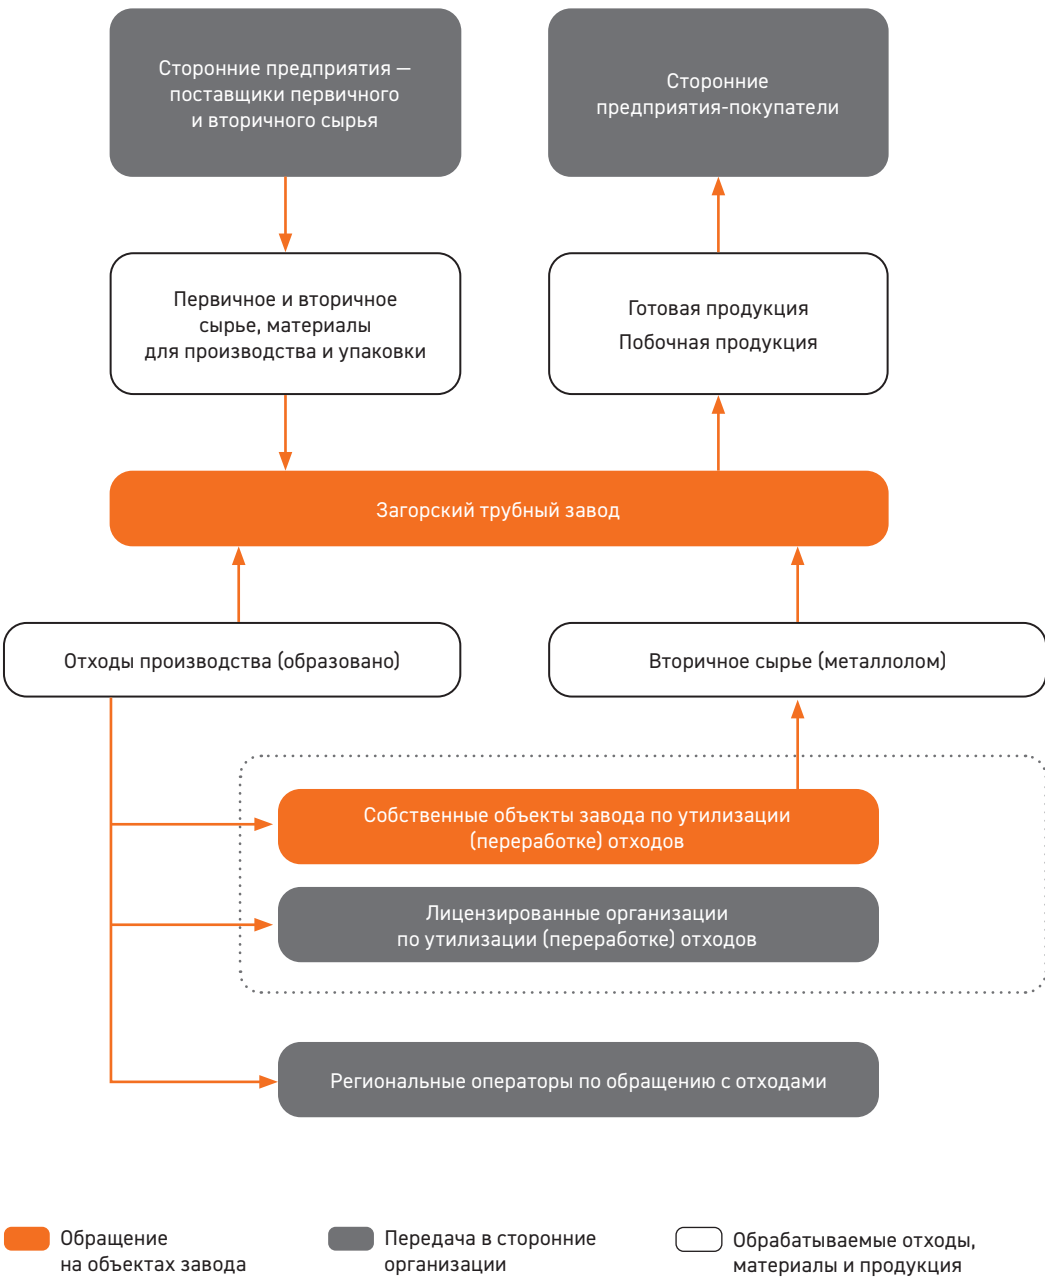 Сторонние предприятия —
поставщики первичного
и вторичного сырья
Сторонние
предприятия-покупатели
Первичное и вторичное
сырье, материалы
для производства и упаковки
Готовая продукция
Побочная продукция
Загорский трубный завод
Отходы производства (образовано)
Вторичное сырье (металлолом)
Собственные объекты завода по утилизации
(переработке) отходов
Лицензированные организации
по утилизации (переработке) отходов
Региональные операторы по обращению с отходами
Обращение
на объектах завода
Передача в сторонние
организации
Обрабатываемые отходы,
материалы и продукция